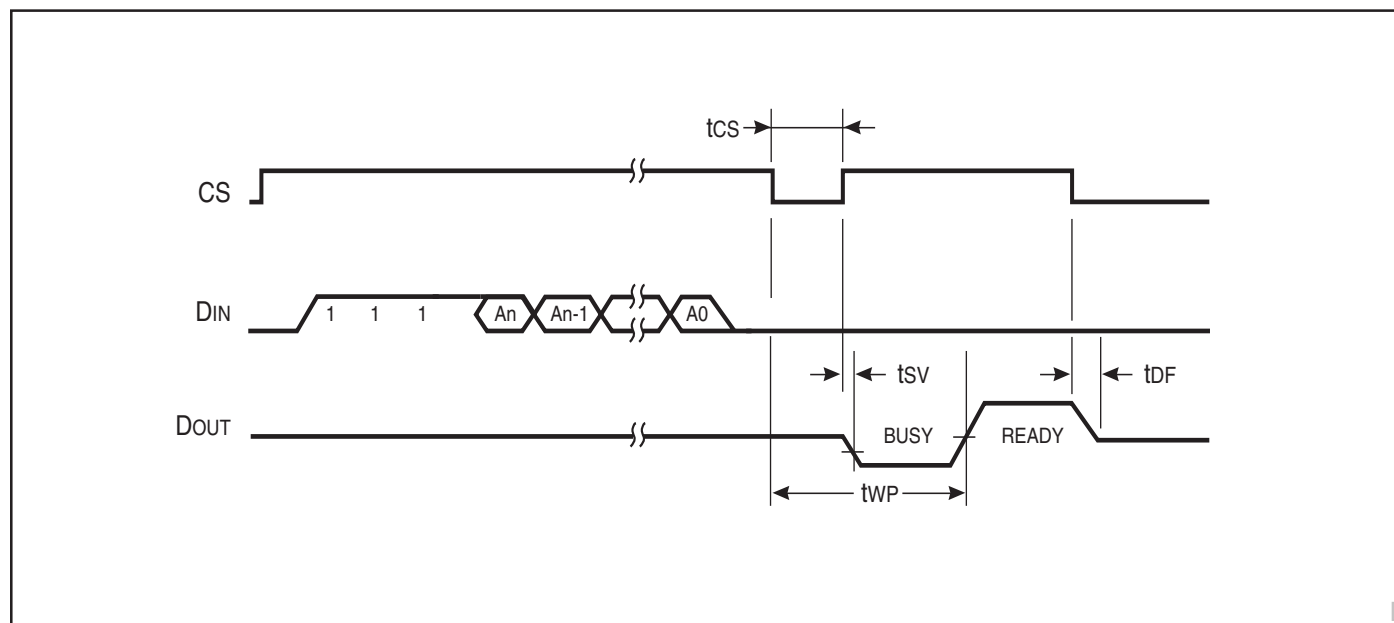 tCS
CS
DIN
1 1 1 An An-1 A0
tSV
tDF
DOUT
BUSY
READY
tWP